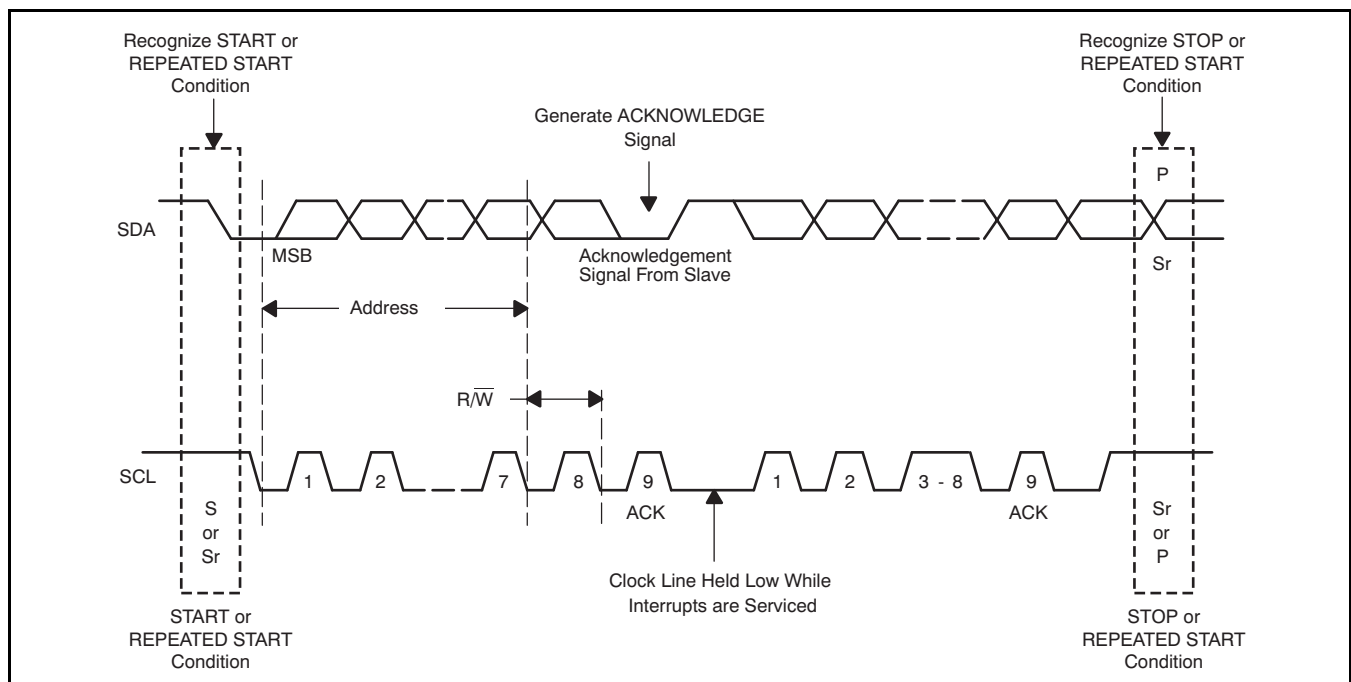 Recognize START or
REPEATED START
Condition
Recognize STOP or
REPEATED START
Condition
Generate ACKNOWLEDGE
Signal
P
SDA
MSB
Acknowledgement
Signal From Slave
Sr
Address
R/W̅
SCL
1
2
7
8
9
1
2
3 - 8
9
ACK
ACK
S
or
Sr
Sr
or
P
Clock Line Held Low While
Interrupts are Serviced
START or
REPEATED START
Condition
STOP or
REPEATED START
Condition